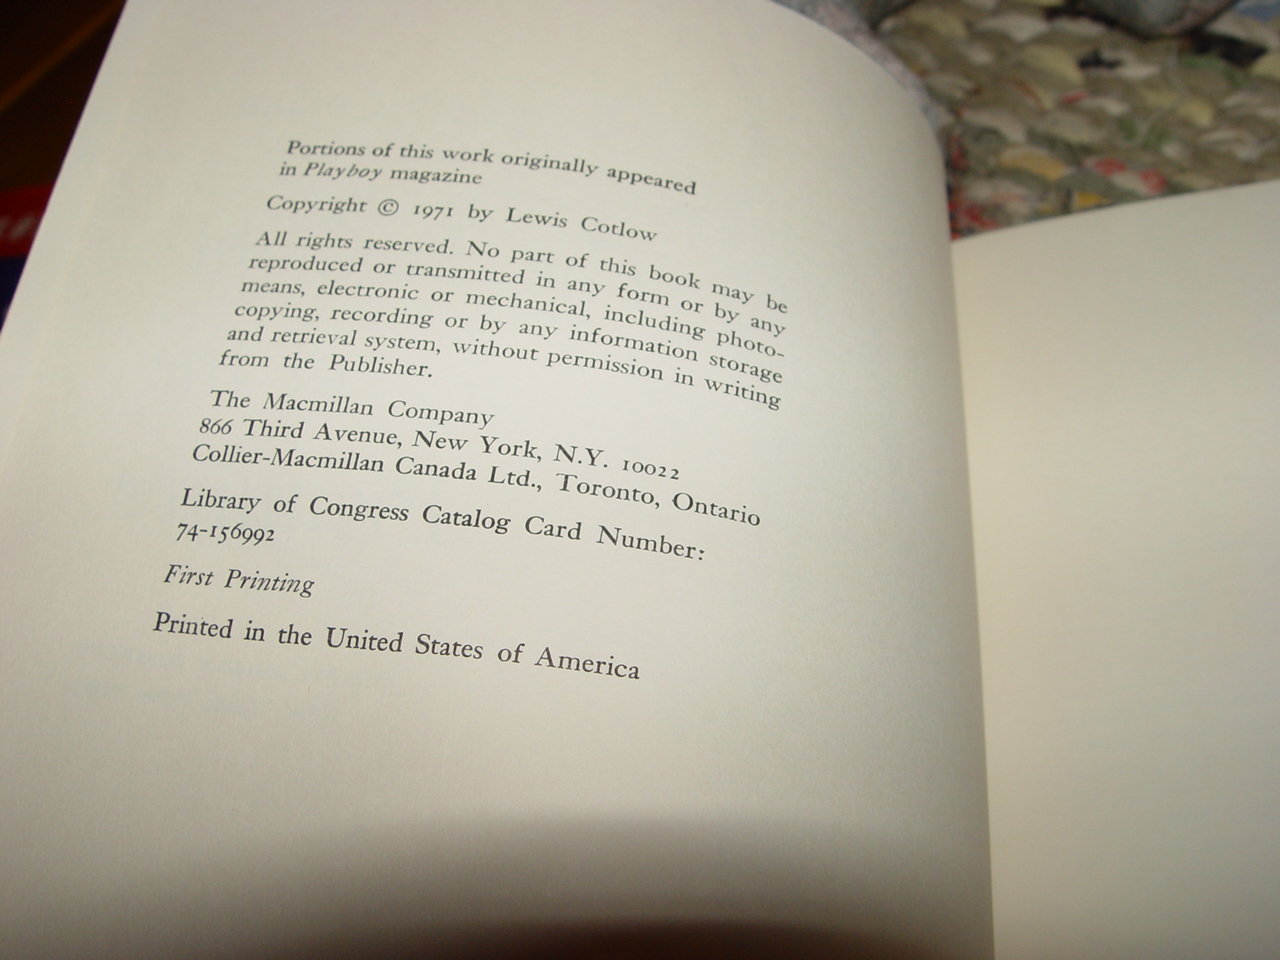 Portions of this work originally appeared
in Playboy magazine
Copyright © 1971 by Lewis Cotlow
All rights reserved. No part of this book may be
reproduced or transmitted in any form or by any
means, electronic or mechanical, including photo-
copying, recording or by any information storage
and retrieval system, without permission in writing
from the Publisher.
The Macmillan Company
866 Third Avenue, New York, N.Y. 10022
Collier-Macmillan Canada Ltd., Toronto, Ontario
Library of Congress Catalog Card Number:
74-156992
First Printing
Printed in the United States of America